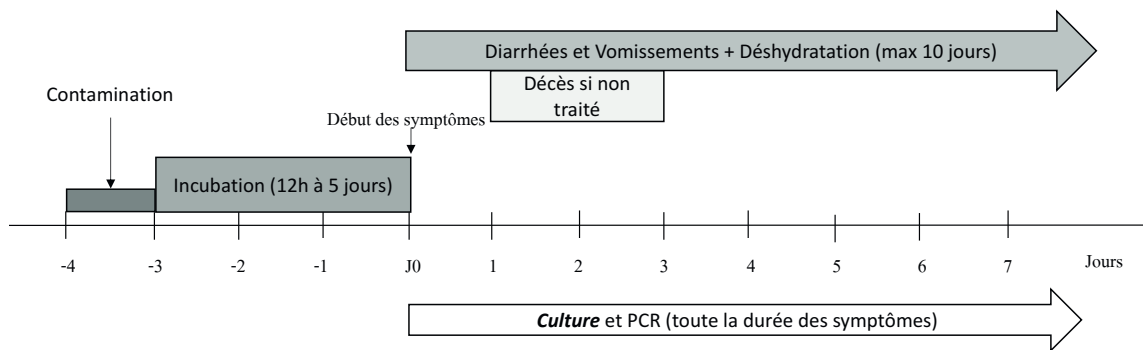 Diarrhées et Vomissements + Déshydratation (max 10 jours)
Décès si non
traité
Contamination
Début des symptômes
Incubation (12h à 5 jours)
-4 -3 -2 -1 J0 1 2 3 4 5 6 7 Jours
Culture et PCR (toute la durée des symptômes)